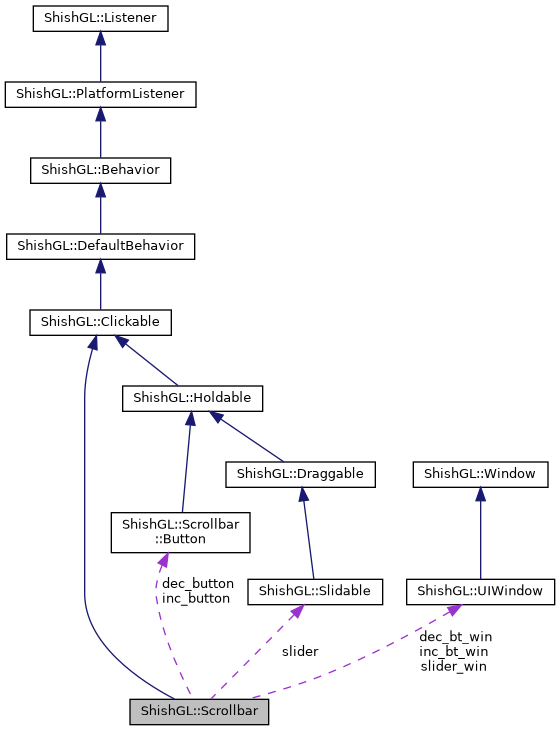 ShishGL::Listener
ShishGL::PlatformListener
ShishGL::Behavior
ShishGL::DefaultBehavior
ShishGL::Clickable
ShishGL::Holdable
ShishGL::Draggable
ShishGL::Window
ShishGL::Scrollbar
::Button
ShishGL::Slidable
ShishGL::UIWindow
dec_button
inc_button
slider
dec_bt_win
inc_bt_win
slider_win
ShishGL::Scrollbar